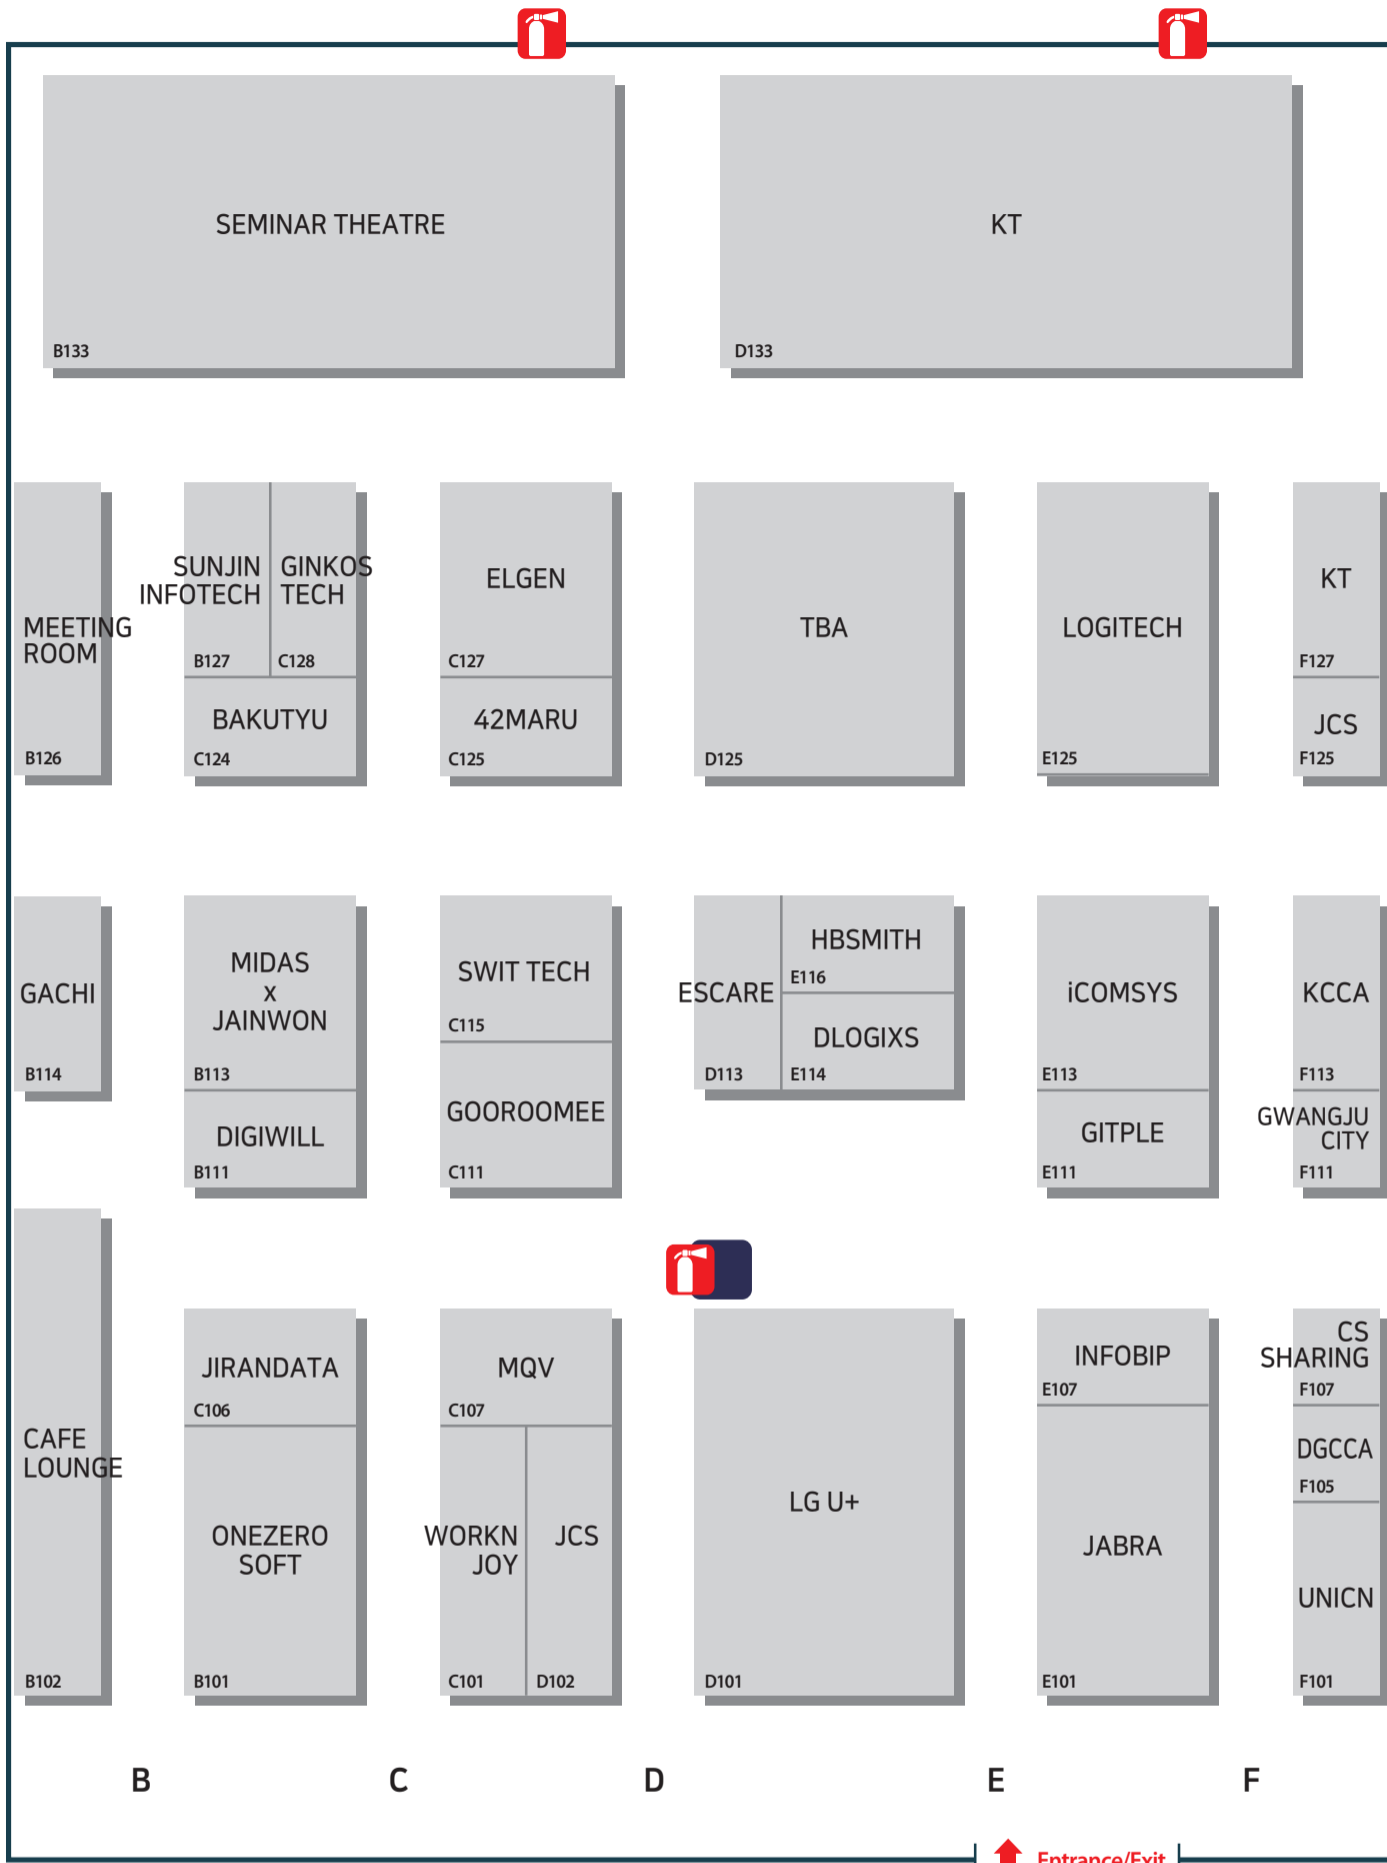 SEMINAR THEATRE
B133
KT
D133
MEETING
ROOM
B126
SUNJIN
INFOTECH
B127
GINKOS
TECH
C128
BAKUTYU
C124
ELGEN
C127
42MARU
C125
TBA
D125
LOGITECH
E125
KT
F127
JCS
F125
GACHI
B114
MIDAS
x
JAINWON
B113
DIGIWILL
B111
SWIT TECH
C115
GOOROOMEE
C111
ESCARE
D113
HBSMITH
E116
DLOGIXS
E114
iCOMSYS
E113
GITPLE
E111
KCCA
F113
GWANGJU
CITY
F111
CAFE
LOUNGE
B102
JIRANDATA
C106
ONEZERO
SOFT
B101
MQV
C107
WORKN
JOY
C101
JCS
D102
LG U+
D101
INFOBIP
E107
JABRA
E101
CS
SHARING
F107
DGCCA
F105
UNICN
F101
B
C
D
E
F
Entrance/Exit